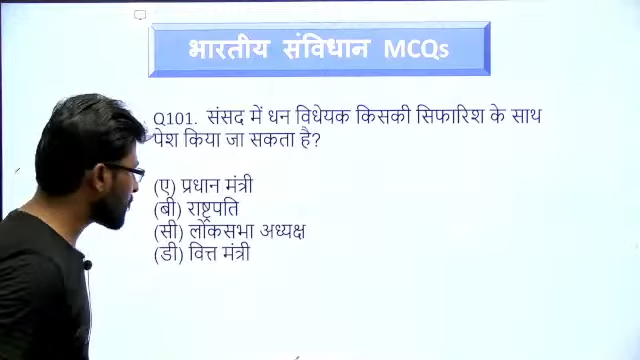 भारतीय संविधान MCQs
Q101. संसद में धन विधेयक किसकी सिफारिश के साथ
पेश किया जा सकता है?
(ए) प्रधान मंत्री
(बी) राष्ट्रपति
(सी) लोकसभा अध्यक्ष
(डी) वित्त मंत्री